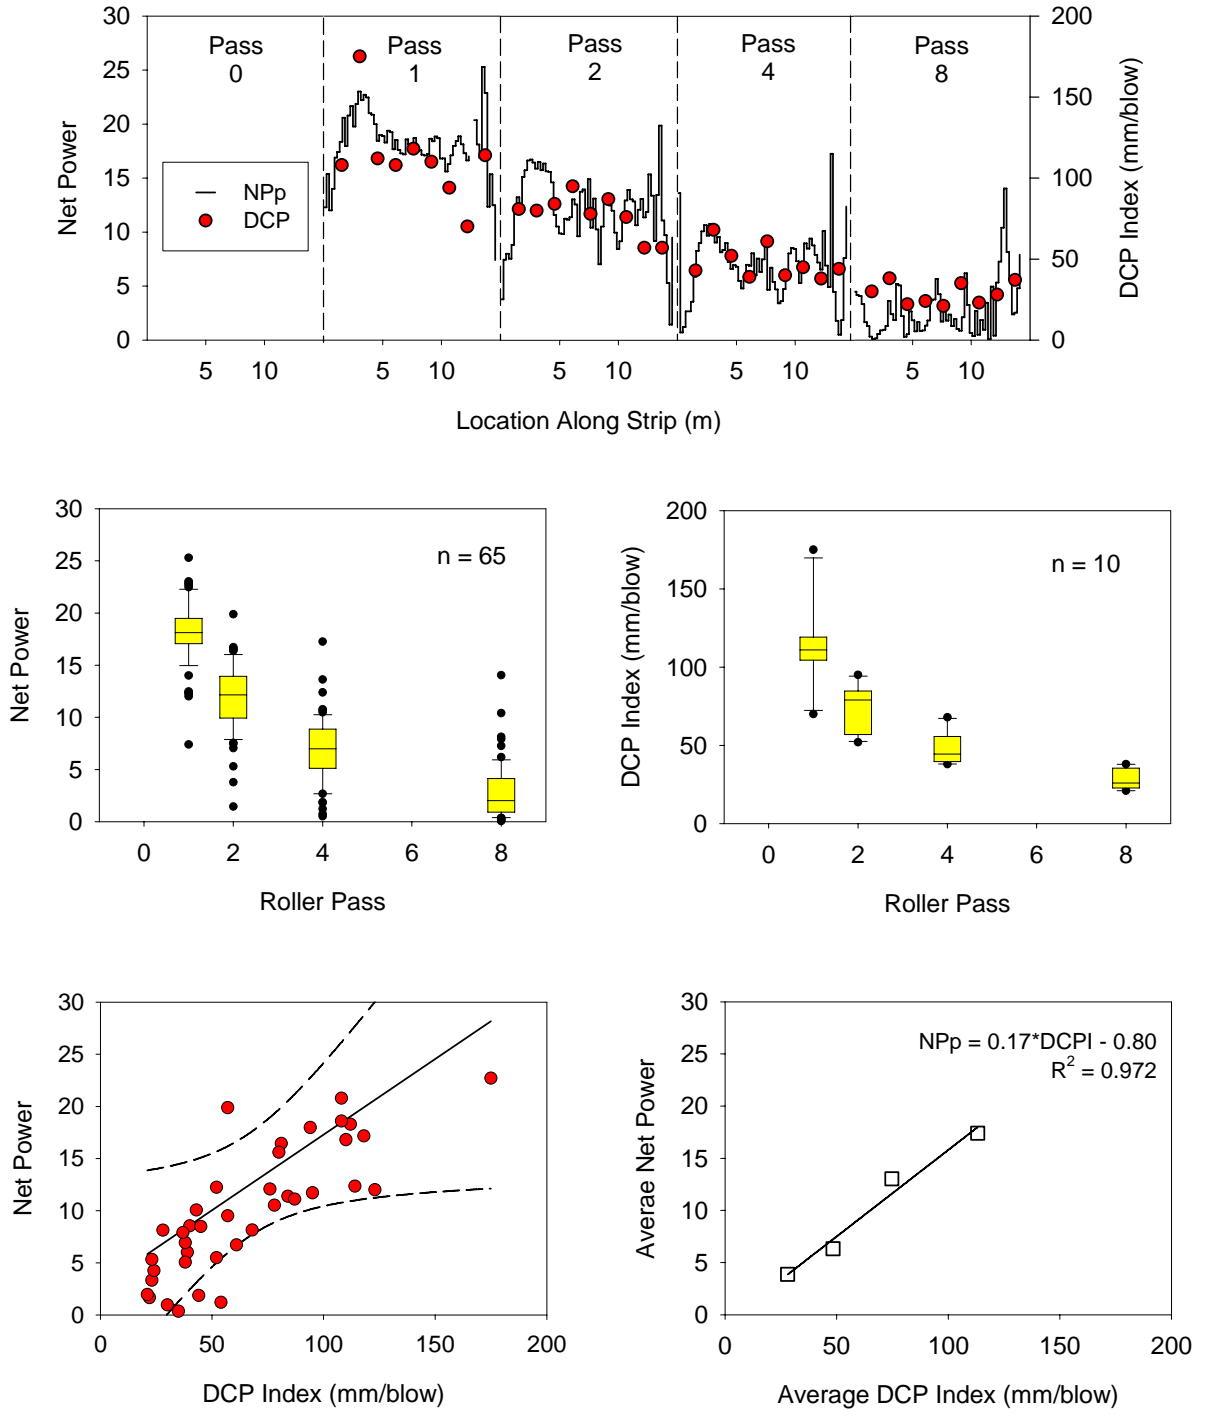 30
25
20
15
10
5
0
Net Power
Pass
0
Pass
1
Pass
2
Pass
4
Pass
8
NPp
DCP
200
150
100
50
0
DCP Index (mm/blow)
5 10 5 10 5 10 5 10 5 10
Location Along Strip (m)
30
25
20
15
10
5
0
Net Power
n = 65
0 2 4 6 8
Roller Pass
200
150
100
50
0
DCP Index (mm/blow)
n = 10
0 2 4 6 8
Roller Pass
30
25
20
15
10
5
0
Net Power
0 50 100 150 200
DCP Index (mm/blow)
30
25
20
15
10
5
0
Averae Net Power
NPp = 0.17*DCPI - 0.80
R² = 0.972
0 50 100 150 200
Average DCP Index (mm/blow)